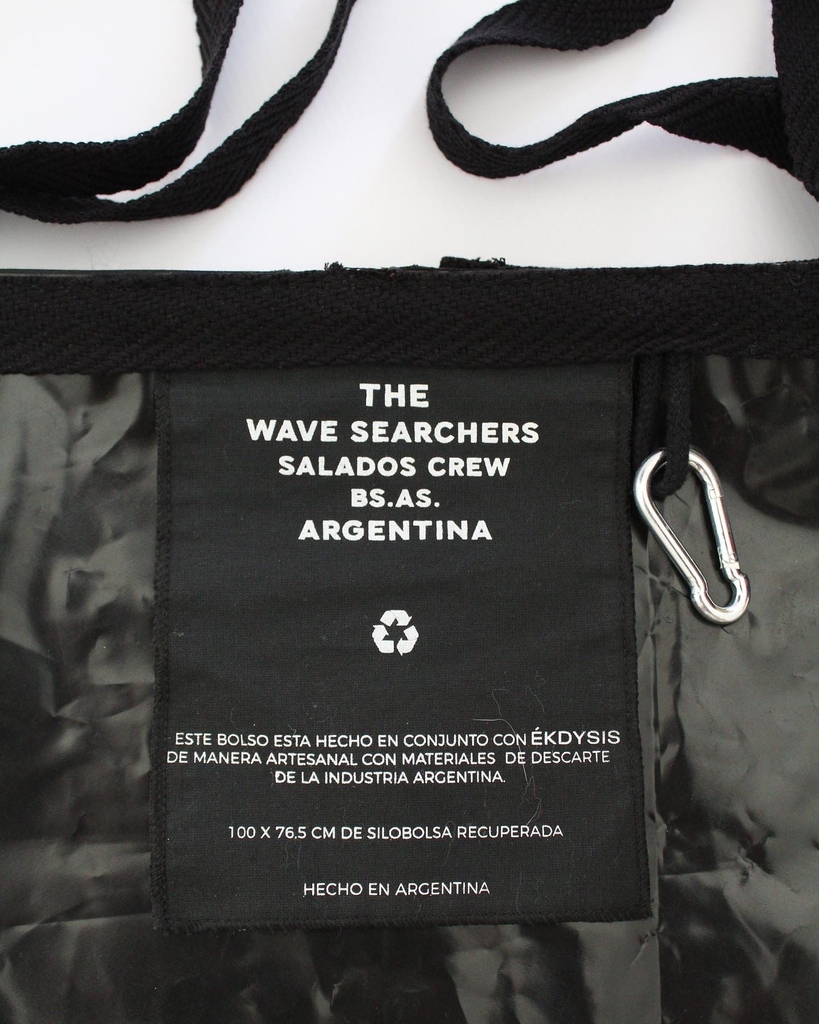 THE
WAVE SEARCHERS
SALADOS CREW
BS.AS.
ARGENTINA
ESTE BOLSO ESTA HECHO EN CONJUNTO CON ÉKDYSIS
DE MANERA ARTESANAL CON MATERIALES DE DESCARTE
DE LA INDUSTRIA ARGENTINA.
100 X 76,5 CM DE SILOBOLSA RECUPERADA
HECHO EN ARGENTINA